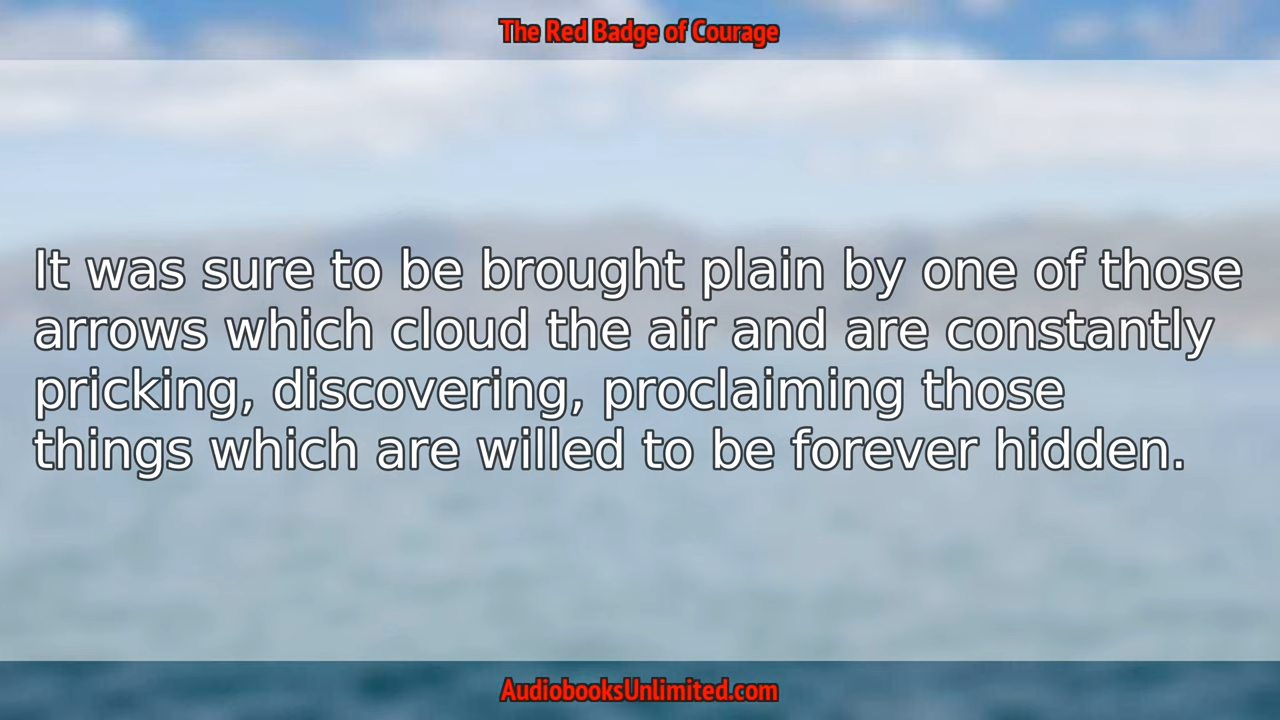 The Red Badge of Courage
It was sure to be brought plain by one of those
arrows which cloud the air and are constantly
pricking, discovering, proclaiming those
things which are willed to be forever hidden.
AudiobooksUnlimited.com